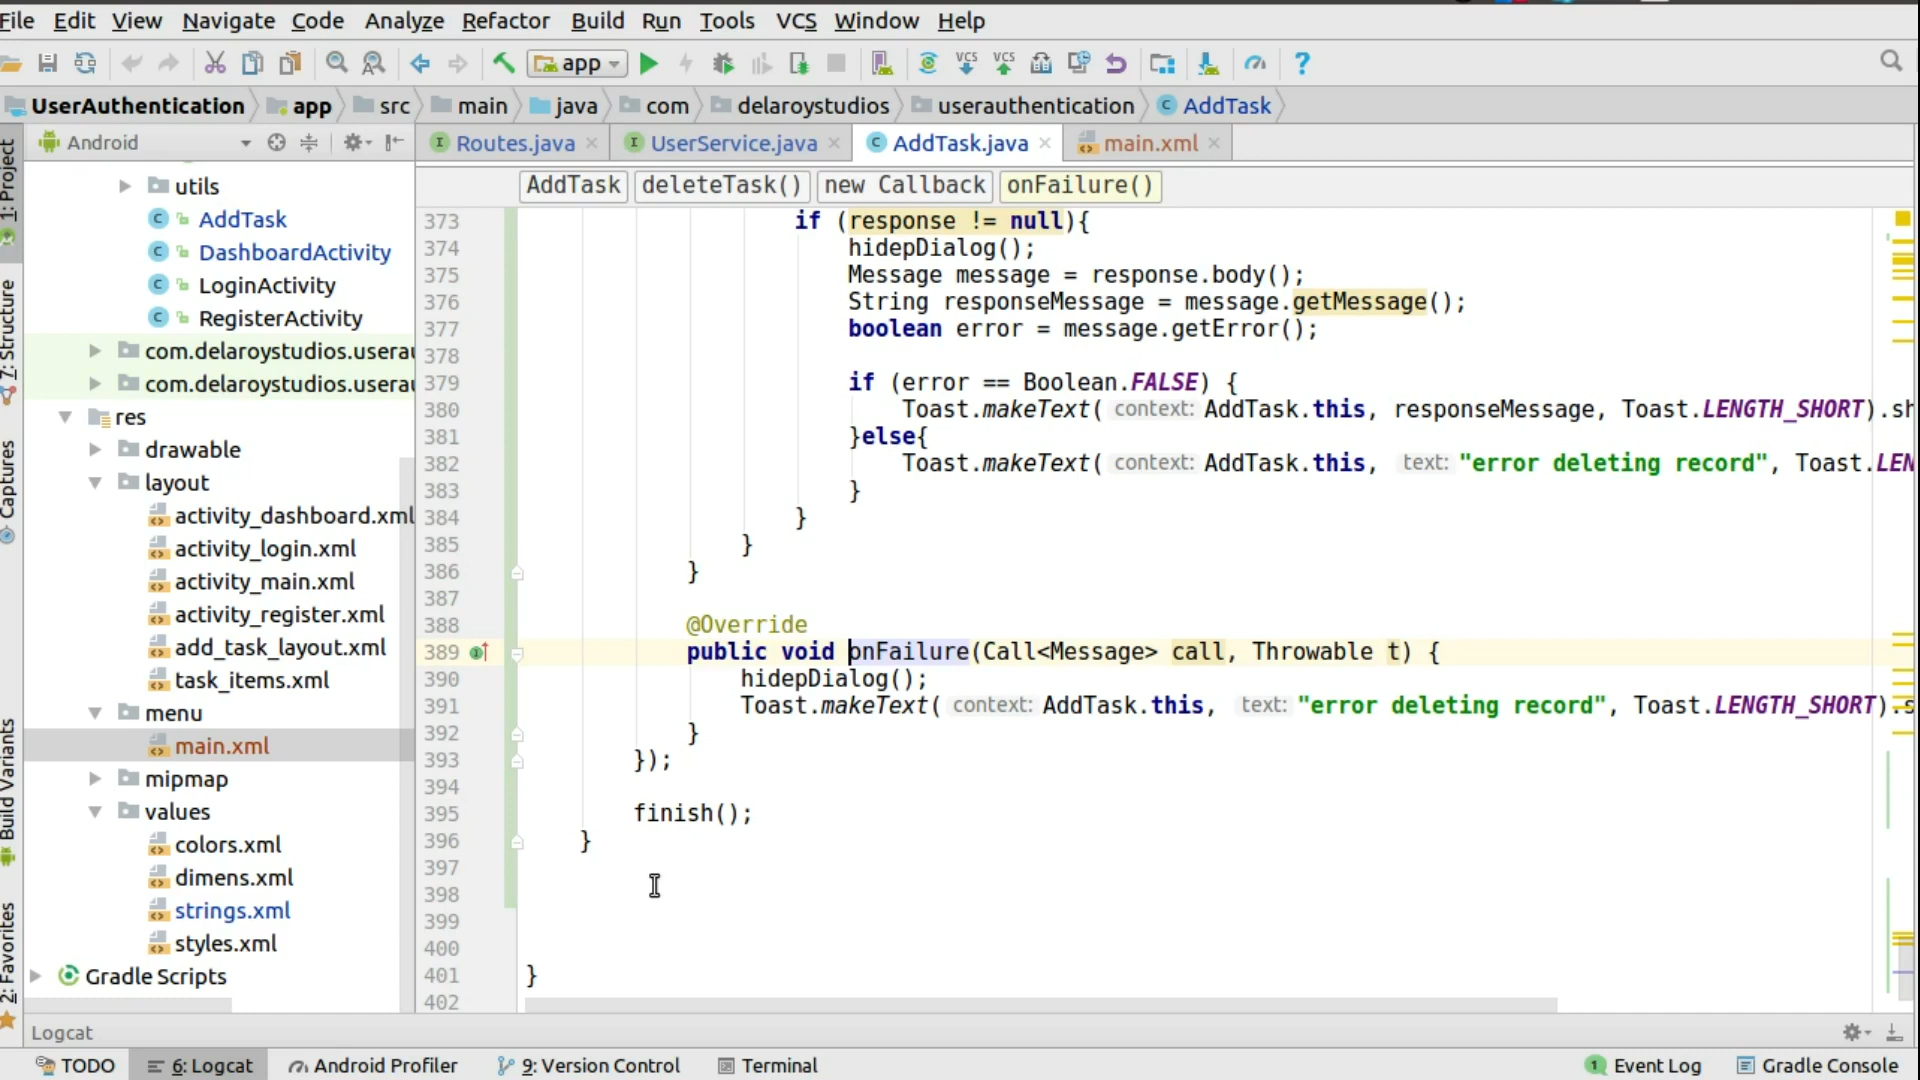 File Edit View Navigate Code Analyze Refactor Build Run Tools VCS Window Help
app
UserAuthentication app src main java com delaroystudios userauthentication AddTask
Android
Routes.java UserService.java AddTask.java main.xml
AddTask deleteTask() new Callback onFailure()
1: Project
7: Structure
Captures
Build Variants
2: Favorites
utils
AddTask
DashboardActivity
LoginActivity
RegisterActivity
com.delaroystudios.userau
com.delaroystudios.userau
res
drawable
layout
activity_dashboard.xml
activity_login.xml
activity_main.xml
activity_register.xml
add_task_layout.xml
task_items.xml
menu
main.xml
mipmap
values
colors.xml
dimens.xml
strings.xml
styles.xml
Gradle Scripts
373 if (response != null){
374 hidepDialog();
375 Message message = response.body();
376 String responseMessage = message.getMessage();
377 boolean error = message.getError();
378
379 if (error == Boolean.FALSE) {
380 Toast.makeText( context: AddTask.this, responseMessage, Toast.LENGTH_SHORT).sh
381 }else{
382 Toast.makeText( context: AddTask.this, text: "error deleting record", Toast.LEN
383 }
384 }
385 }
386 }
387
388 @Override
389 public void onFailure(Call<Message> call, Throwable t) {
390 hidepDialog();
391 Toast.makeText( context: AddTask.this, text: "error deleting record", Toast.LENGTH_SHORT).s
392 }
393 });
394
395 finish();
396 }
397
398
399
400
401 }
402
Logcat
TODO 6: Logcat Android Profiler 9: Version Control Terminal 1 Event Log Gradle Console